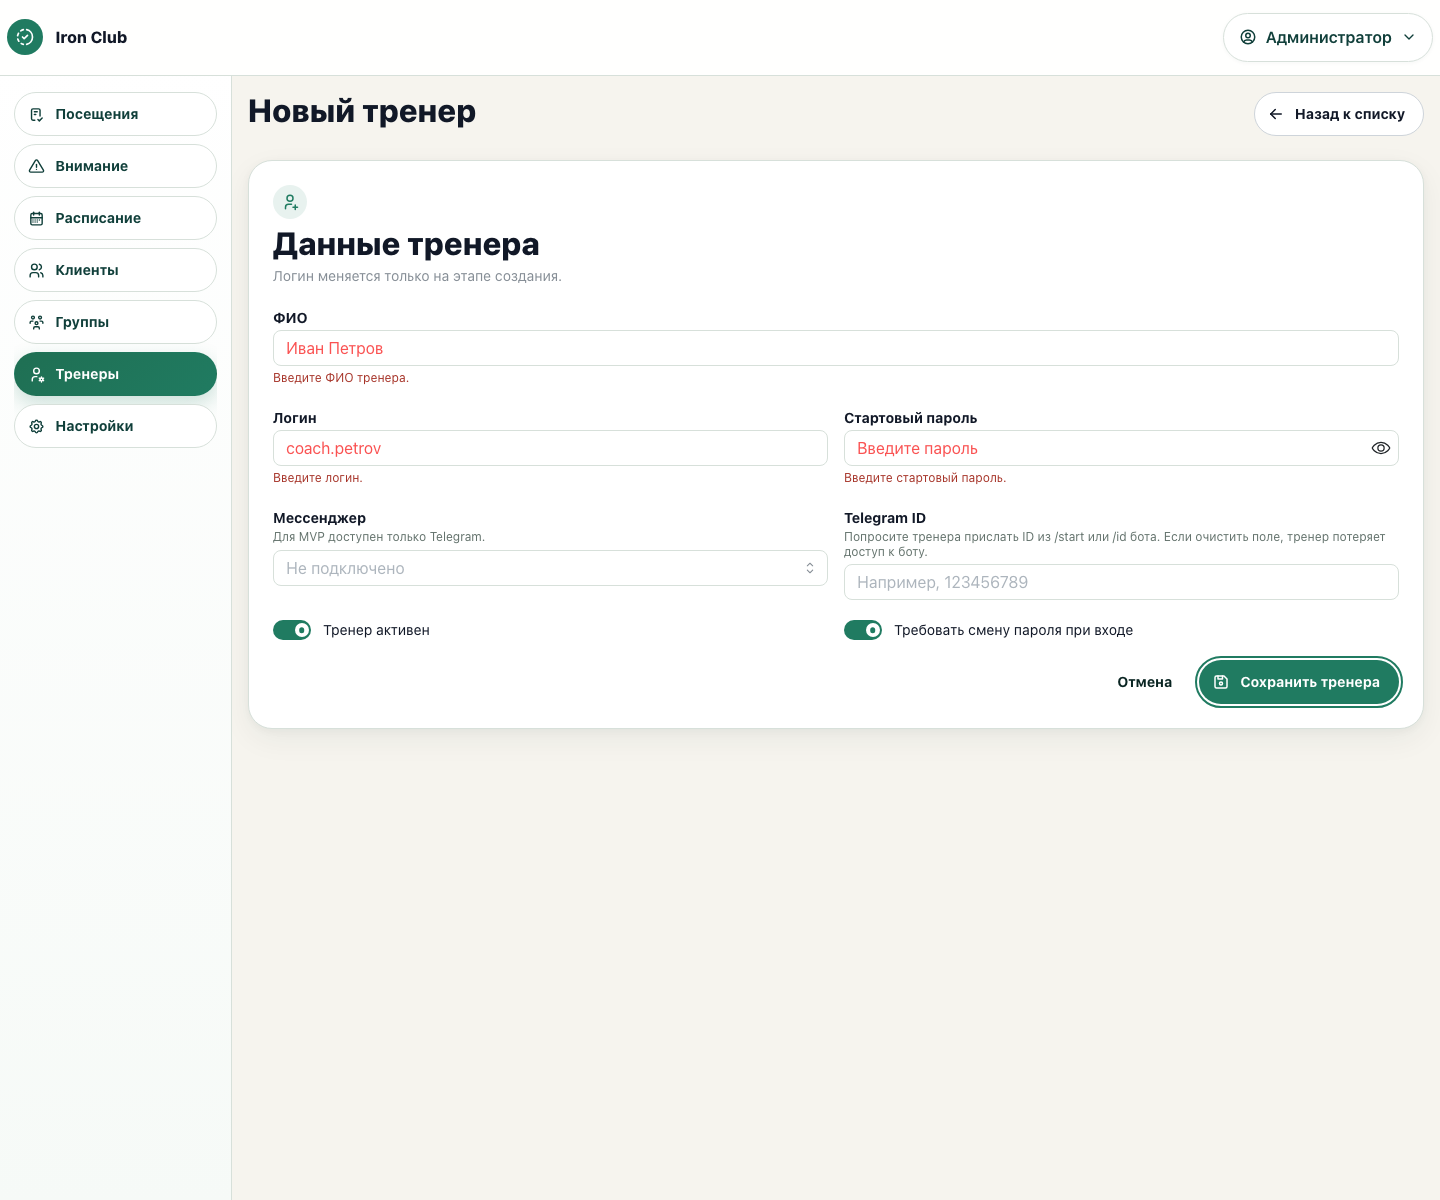 Iron Club
Администратор
Посещения
Внимание
Расписание
Клиенты
Группы
Тренеры
Настройки
Новый тренер
Назад к списку
Данные тренера
Логин меняется только на этапе создания.
ФИО
Иван Петров
Введите ФИО тренера.
Логин
coach.petrov
Введите логин.
Стартовый пароль
Введите пароль
Введите стартовый пароль.
Мессенджер
Для MVP доступен только Telegram.
Не подключено
Telegram ID
Попросите тренера прислать ID из /start или /id бота. Если очистить поле, тренер потеряет
доступ к боту.
Например, 123456789
Тренер активен
Требовать смену пароля при входе
Отмена
Сохранить тренера